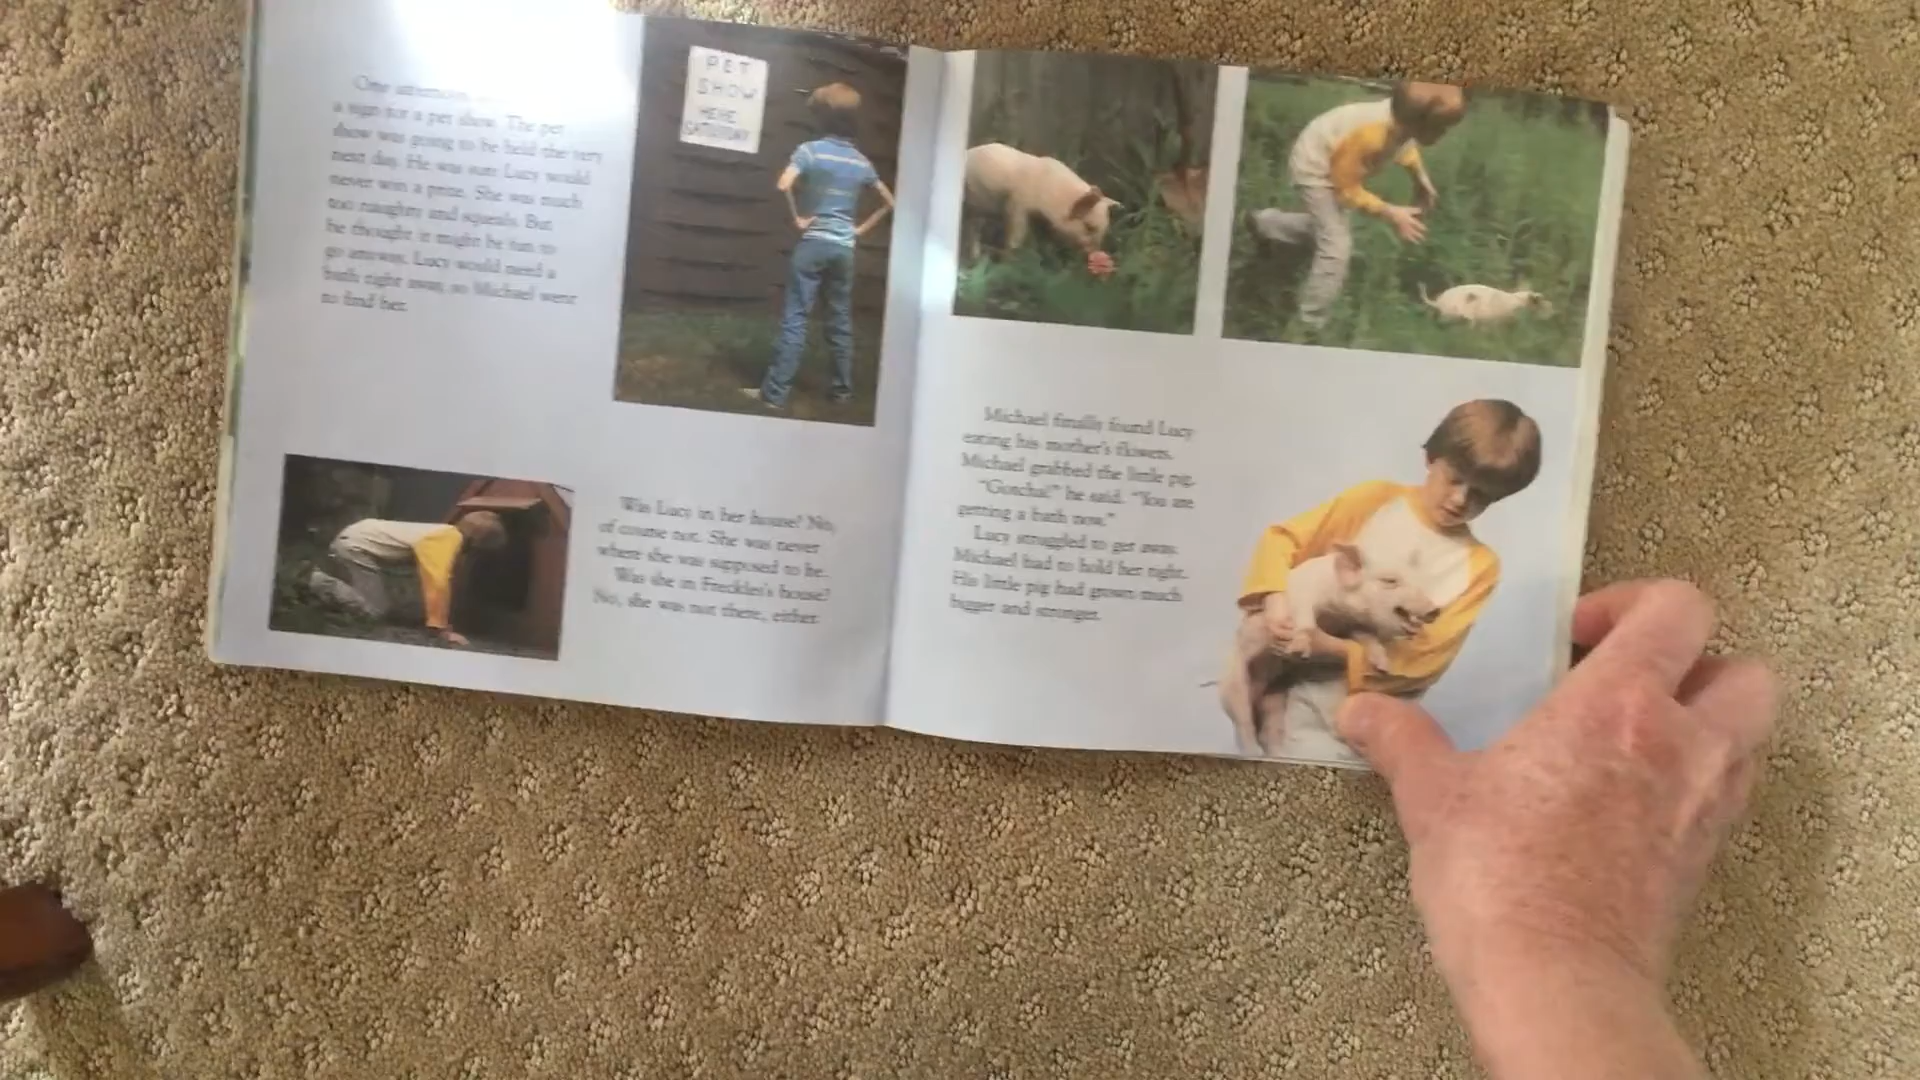 One afternoon
a sign for a pet show. The pet
show was going to be held the very
next day. He was sure Lucy would
never win a prize. She was much
too naughty and squealy. But
he thought it might be fun to
go anyway. Lucy would need a
bath right away, so Michael went
to find her.
PET
SHOW
HERE
SATURDAY
Was Lucy in her house? No,
of course not. She was never
where she was supposed to be.
Was she in Freckles's house?
No, she was not there, either.
Michael finally found Lucy
eating his mother's flowers.
Michael grabbed the little pig.
"Gotcha!" he said. "You are
getting a bath now."
Lucy struggled to get away.
Michael had to hold her tight.
His little pig had grown much
bigger and stronger.